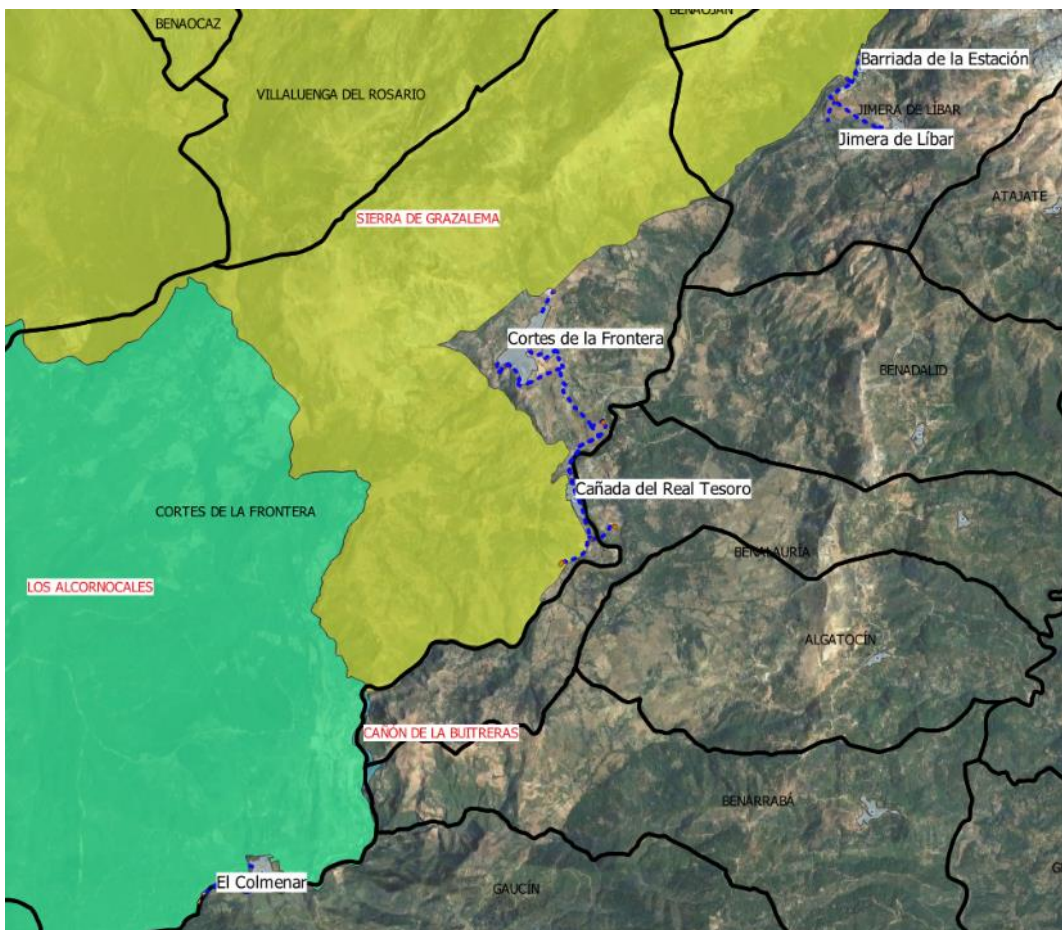 BENAOCAZ
BENAOJÁN
Barriada de la Estación
VILLALUENGA DEL ROSARIO
JIMERA DE LÍBAR
Jimera de Líbar
ATAJATE
SIERRA DE GRAZALEMA
Cortes de la Frontera
BENADALID
Cañada del Real Tesoro
CORTES DE LA FRONTERA
BENALAURÍA
LOS ALCORNOCALES
ALGATOCÍN
CAÑÓN DE LA BUITRERAS
BENARRABÁ
El Colmenar
GAUCÍN